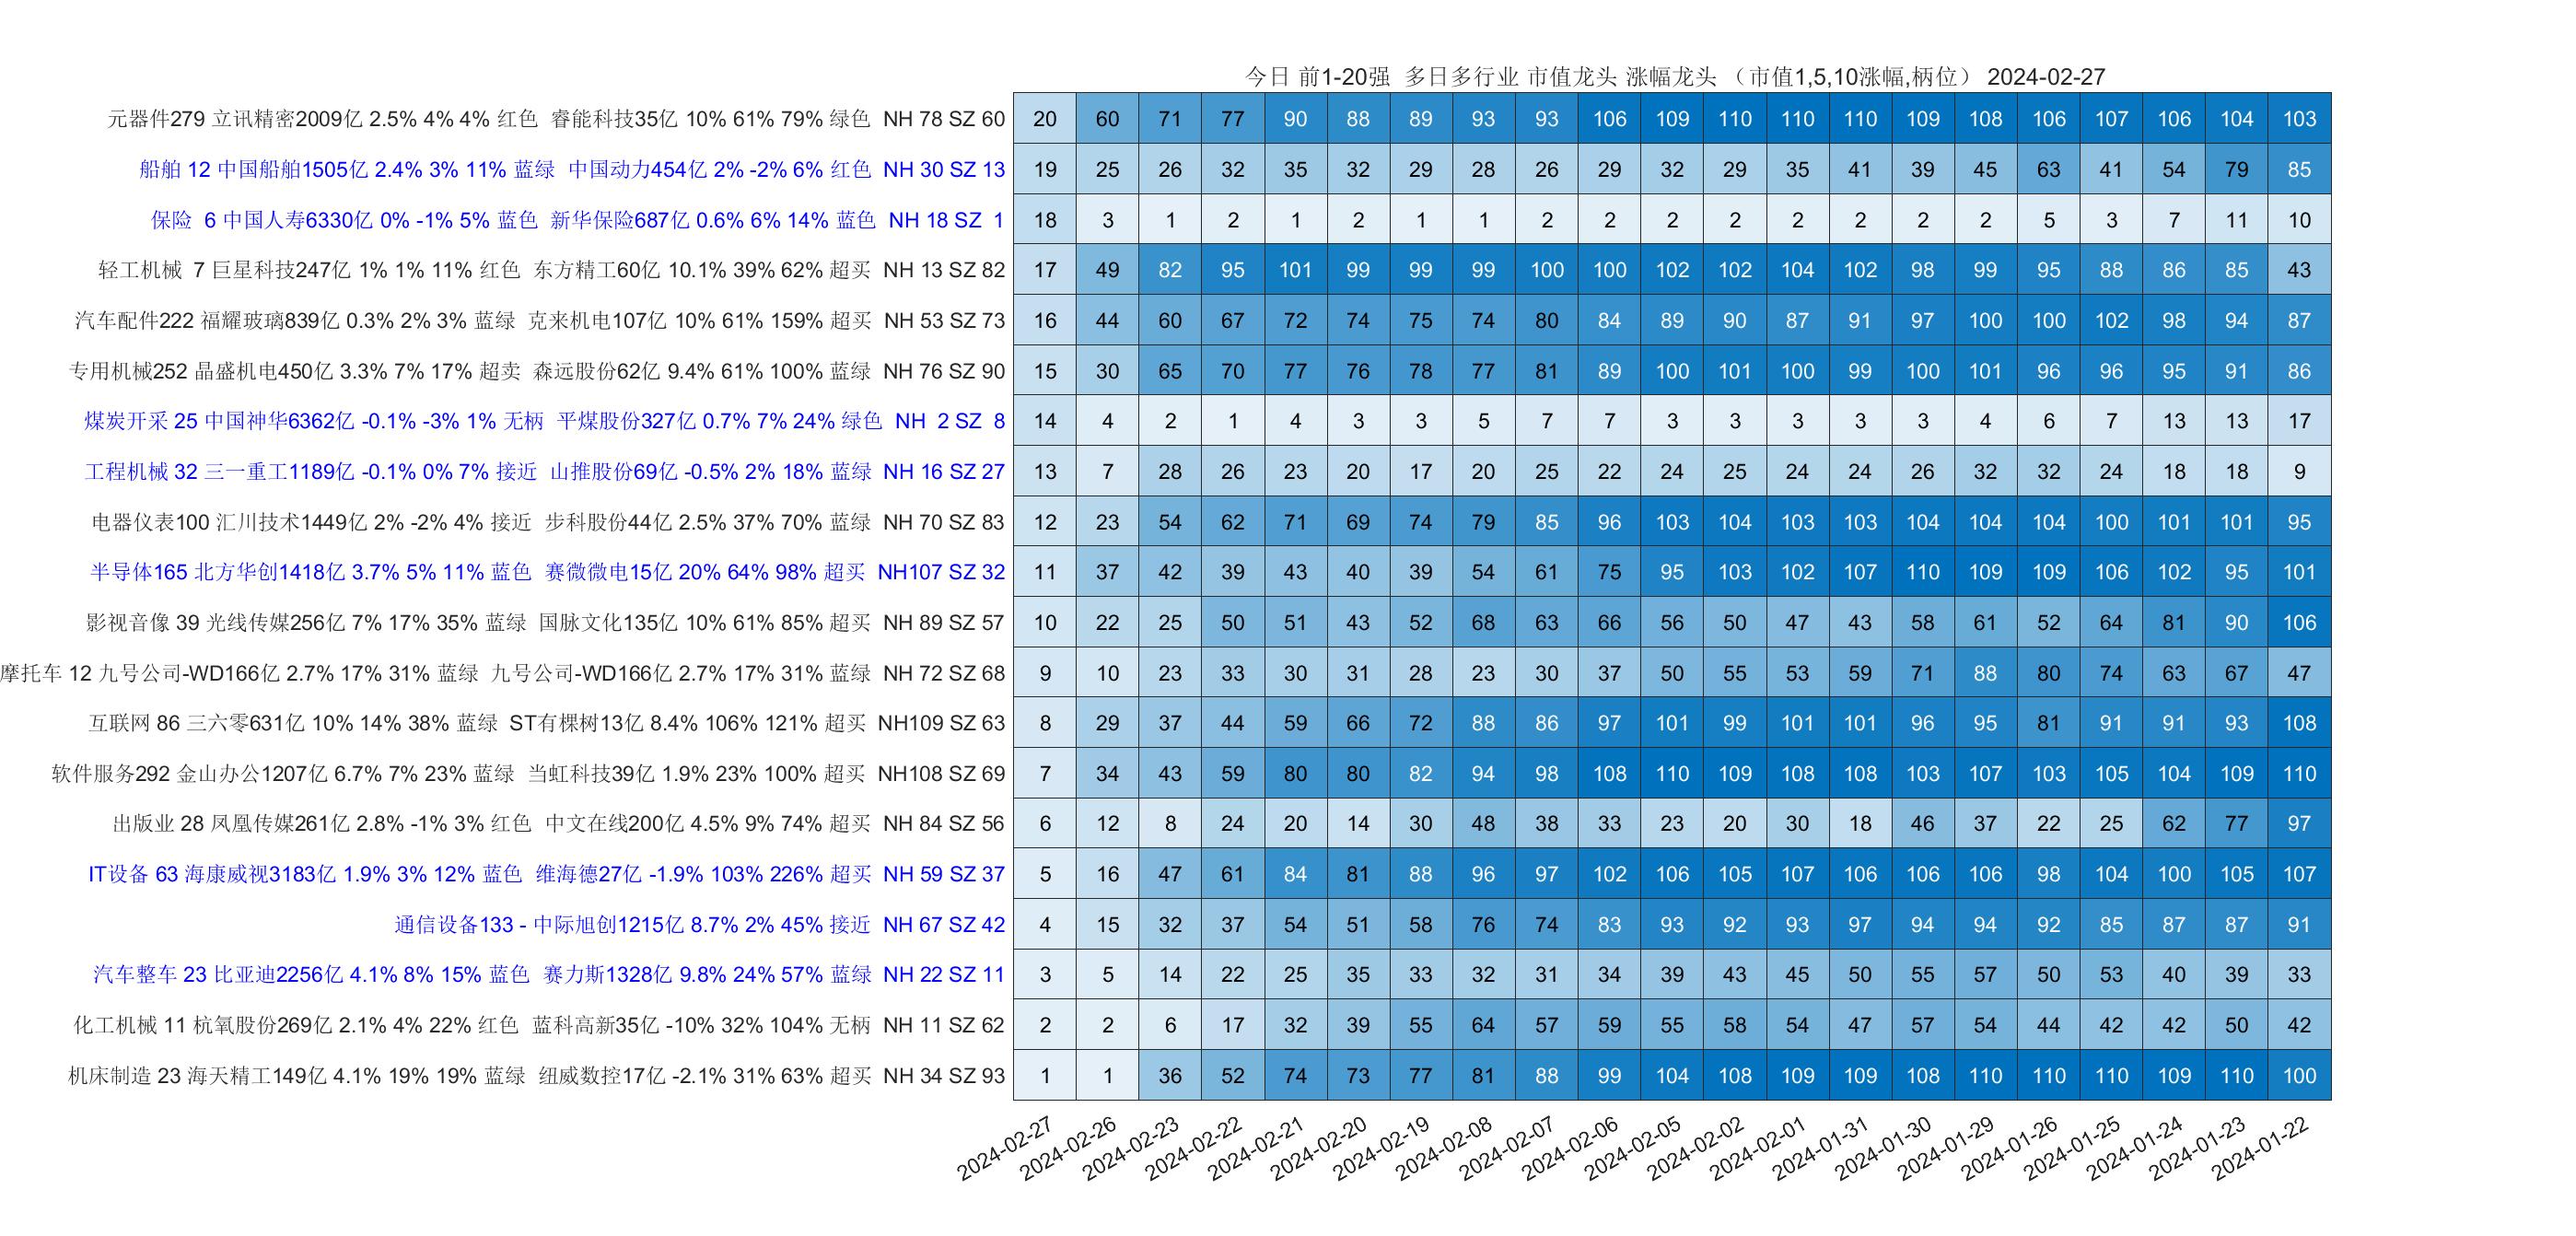 今日 前1-20强 多日多行业 市值龙头 涨幅龙头 （市值1,5,10涨幅,柄位） 2024-02-27
元器件279 立讯精密2009亿 2.5% 4% 4% 红色 睿能科技35亿 10% 61% 79% 绿色 NH 78 SZ 60 20 60 71 77 90 88 89 93 93 106 109 110 110 110 109 108 106 107 106 104 103
船舶 12 中国船舶1505亿 2.4% 3% 11% 蓝绿 中国动力454亿 2% -2% 6% 红色 NH 30 SZ 13 19 25 26 32 35 32 29 28 26 29 32 29 35 41 39 45 63 41 54 79 85
保险 6 中国人寿6330亿 0% -1% 5% 蓝色 新华保险687亿 0.6% 6% 14% 蓝色 NH 18 SZ 1 18 3 1 2 1 2 1 1 2 2 2 2 2 2 2 2 5 3 7 11 10
轻工机械 7 巨星科技247亿 1% 1% 11% 红色 东方精工60亿 10.1% 39% 62% 超买 NH 13 SZ 82 17 49 82 95 101 99 99 99 100 100 102 102 104 102 98 99 95 88 86 85 43
汽车配件222 福耀玻璃839亿 0.3% 2% 3% 蓝绿 克来机电107亿 10% 61% 159% 超买 NH 53 SZ 73 16 44 60 67 72 74 75 74 80 84 89 90 87 91 97 100 100 102 98 94 87
专用机械252 晶盛机电450亿 3.3% 7% 17% 超卖 森远股份62亿 9.4% 61% 100% 蓝绿 NH 76 SZ 90 15 30 65 70 77 76 78 77 81 89 100 101 100 99 100 101 96 96 95 91 86
煤炭开采 25 中国神华6362亿 -0.1% -3% 1% 无柄 平煤股份327亿 0.7% 7% 24% 绿色 NH 2 SZ 8 14 4 2 1 4 3 3 5 7 7 3 3 3 3 3 4 6 7 13 13 17
工程机械 32 三一重工1189亿 -0.1% 0% 7% 接近 山推股份69亿 -0.5% 2% 18% 蓝绿 NH 16 SZ 27 13 7 28 26 23 20 17 20 25 22 24 25 24 24 26 32 32 24 18 18 9
电器仪表100 汇川技术1449亿 2% -2% 4% 接近 步科股份44亿 2.5% 37% 70% 蓝绿 NH 70 SZ 83 12 23 54 62 71 69 74 79 85 96 103 104 103 103 104 104 104 100 101 101 95
半导体165 北方华创1418亿 3.7% 5% 11% 蓝色 赛微微电15亿 20% 64% 98% 超买 NH107 SZ 32 11 37 42 39 43 40 39 54 61 75 95 103 102 107 110 109 109 106 102 95 101
影视音像 39 光线传媒256亿 7% 17% 35% 蓝绿 国脉文化135亿 10% 61% 85% 超买 NH 89 SZ 57 10 22 25 50 51 43 52 68 63 66 56 50 47 43 58 61 52 64 81 90 106
摩托车 12 九号公司-WD166亿 2.7% 17% 31% 蓝绿 九号公司-WD166亿 2.7% 17% 31% 蓝绿 NH 72 SZ 68 9 10 23 33 30 31 28 23 30 37 50 55 53 59 71 88 80 74 63 67 47
互联网 86 三六零631亿 10% 14% 38% 蓝绿 ST有棵树13亿 8.4% 106% 121% 超买 NH109 SZ 63 8 29 37 44 59 66 72 88 86 97 101 99 101 101 96 95 81 91 91 93 108
软件服务292 金山办公1207亿 6.7% 7% 23% 蓝绿 当虹科技39亿 1.9% 23% 100% 超买 NH108 SZ 69 7 34 43 59 80 80 82 94 98 108 110 109 108 108 103 107 103 105 104 109 110
出版业 28 凤凰传媒261亿 2.8% -1% 3% 红色 中文在线200亿 4.5% 9% 74% 超买 NH 84 SZ 56 6 12 8 24 20 14 30 48 38 33 23 20 30 18 46 37 22 25 62 77 97
IT设备 63 海康威视3183亿 1.9% 3% 12% 蓝色 维海德27亿 -1.9% 103% 226% 超买 NH 59 SZ 37 5 16 47 61 84 81 88 96 97 102 106 105 107 106 106 106 98 104 100 105 107
通信设备133 - 中际旭创1215亿 8.7% 2% 45% 接近 NH 67 SZ 42 4 15 32 37 54 51 58 76 74 83 93 92 93 97 94 94 92 85 87 87 91
汽车整车 23 比亚迪2256亿 4.1% 8% 15% 蓝色 赛力斯1328亿 9.8% 24% 57% 蓝绿 NH 22 SZ 11 3 5 14 22 25 35 33 32 31 34 39 43 45 50 55 57 50 53 40 39 33
化工机械 11 杭氧股份269亿 2.1% 4% 22% 红色 蓝科高新35亿 -10% 32% 104% 无柄 NH 11 SZ 62 2 2 6 17 32 39 55 64 57 59 55 58 54 47 57 54 44 42 42 50 42
机床制造 23 海天精工149亿 4.1% 19% 19% 蓝绿 纽威数控17亿 -2.1% 31% 63% 超买 NH 34 SZ 93 1 1 36 52 74 73 77 81 88 99 104 108 109 109 108 110 110 110 109 110 100
2024-02-27 2024-02-26 2024-02-23 2024-02-22 2024-02-21 2024-02-20 2024-02-19 2024-02-08 2024-02-07 2024-02-06 2024-02-05 2024-02-02 2024-02-01 2024-01-31 2024-01-30 2024-01-29 2024-01-26 2024-01-25 2024-01-24 2024-01-23 2024-01-22